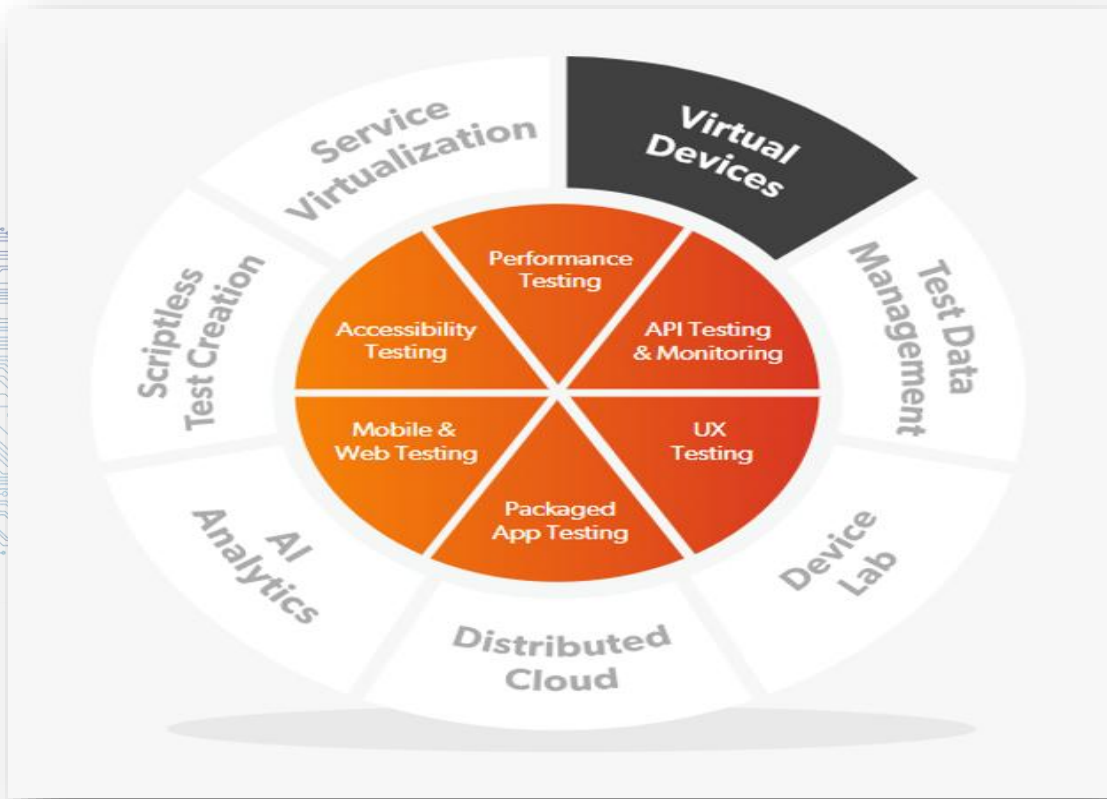 Service
Virtualization
Virtual
Devices
Test Data
Management
Device
Lab
Distributed
Cloud
AI
Analytics
Scriptless
Test Creation
Performance
Testing
API Testing
& Monitoring
UX
Testing
Packaged
App Testing
Mobile &
Web Testing
Accessibility
Testing